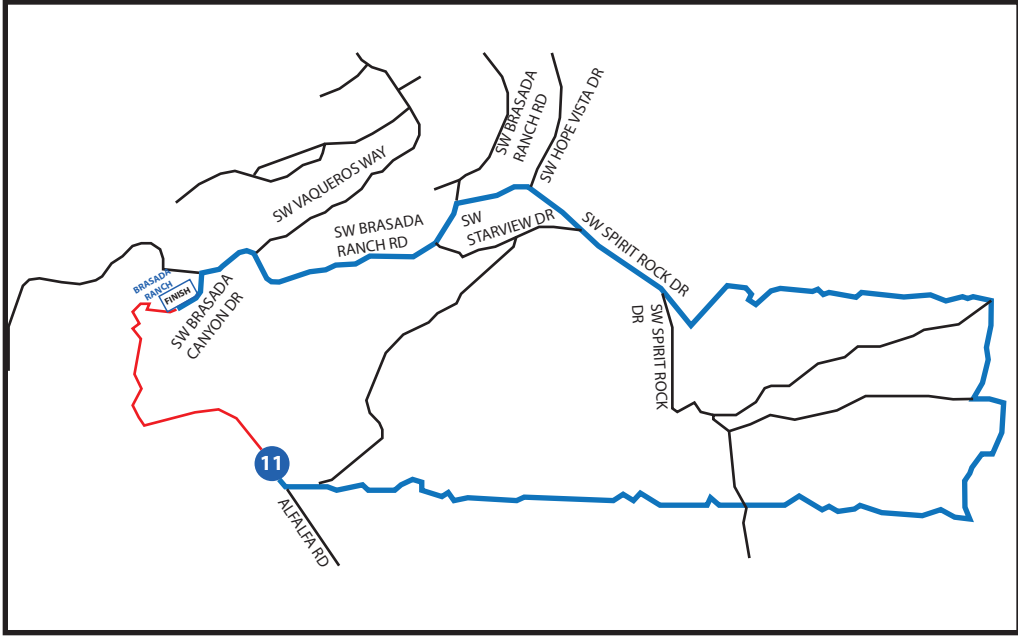 SW BRASADA
RANCH RD
SW HOPE VISTA DR
SW VAQUEROS WAY
SW BRASADA
RANCH RD
SW
STARVIEW DR
SW SPIRIT ROCK DR
BRASADA
RANCH
FINISH
SW BRASADA
CANYON DR
SW SPIRIT ROCK
DR
11
ALFALFA RD